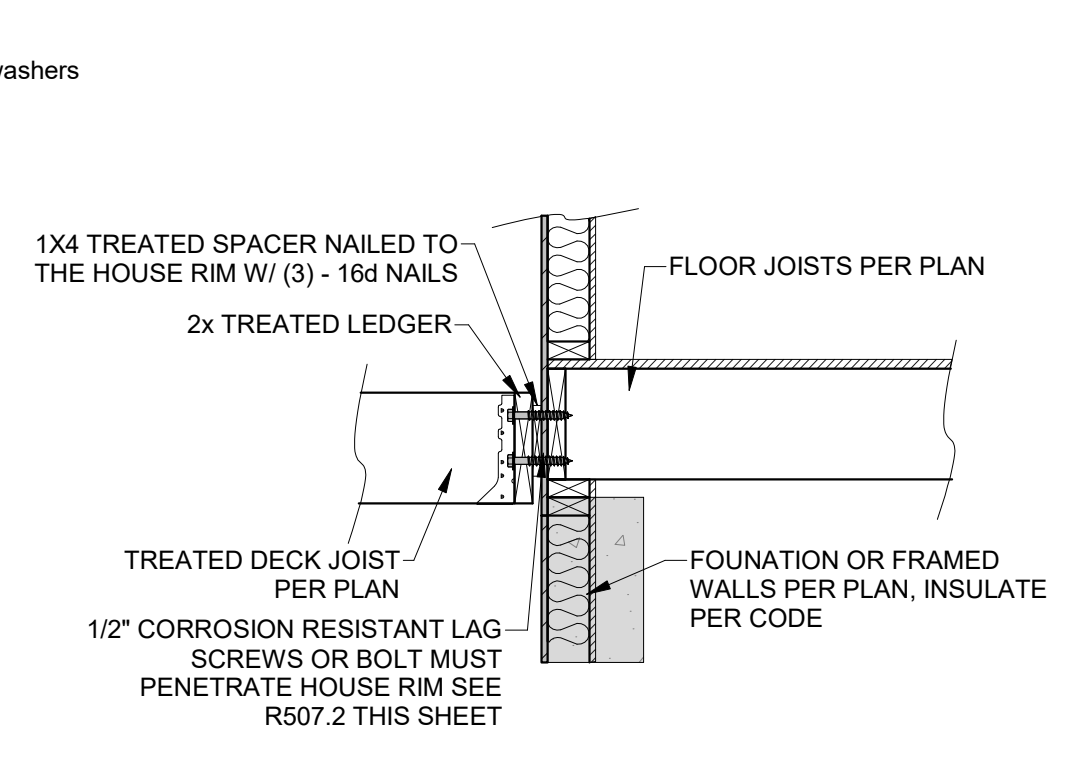 washers
1X4 TREATED SPACER NAILED TO
THE HOUSE RIM W/ (3) - 16d NAILS
2x TREATED LEDGER
FLOOR JOISTS PER PLAN
TREATED DECK JOIST
PER PLAN
1/2" CORROSION RESISTANT LAG
SCREWS OR BOLT MUST
PENETRATE HOUSE RIM SEE
R507.2 THIS SHEET
FOUNATION OR FRAMED
WALLS PER PLAN, INSULATE
PER CODE